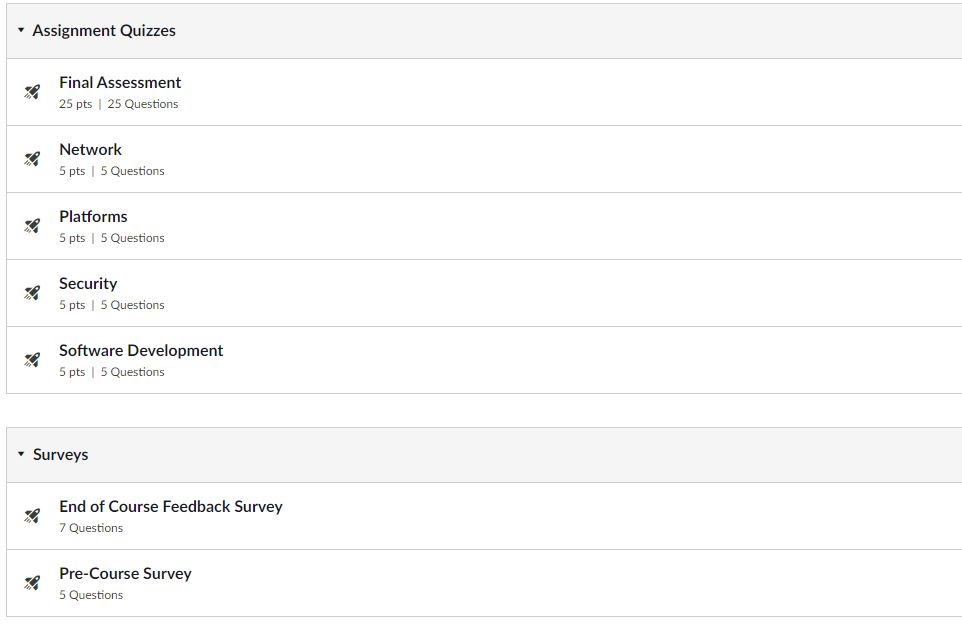 Assignment Quizzes
Final Assessment
25 pts | 25 Questions
Network
5 pts | 5 Questions
Platforms
5 pts | 5 Questions
Security
5 pts | 5 Questions
Software Development
5 pts | 5 Questions
Surveys
End of Course Feedback Survey
7 Questions
Pre-Course Survey
5 Questions